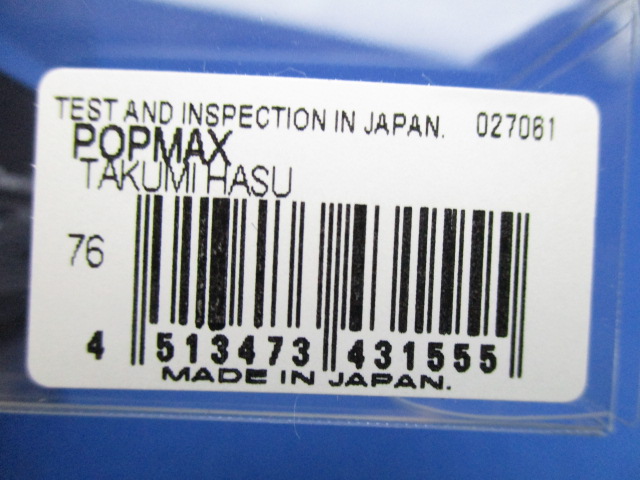 TEST AND INSPECTION IN JAPAN. 027061
POPMAX
TAKUMI HASU
76
4 513473 431555
MADE IN JAPAN.